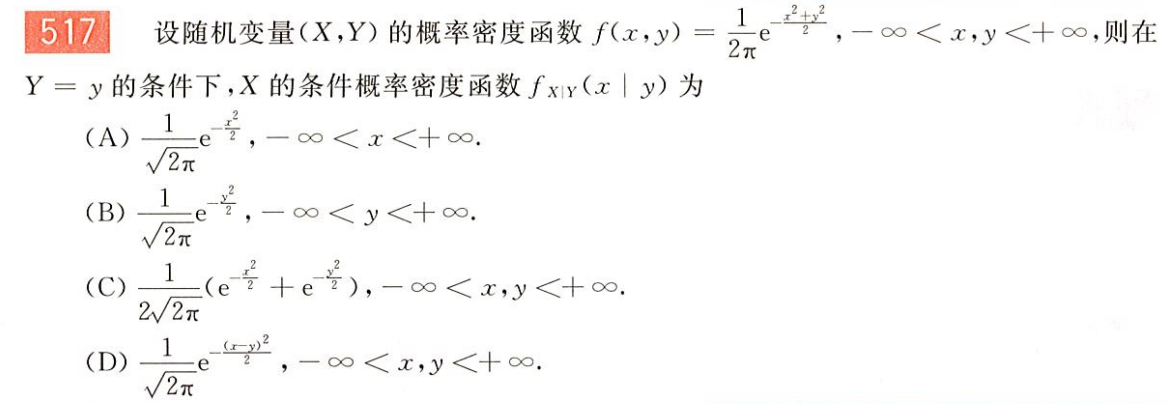 517 设随机变量(X,Y)的概率密度函数 $f(x,y) = \frac{1}{2\pi}e^{-\frac{x^2+y^2}{2}}, -\infty < x,y < +\infty$,则在
Y = y 的条件下,X 的条件概率密度函数 $f_{X|Y}(x \mid y)$ 为
(A) $\frac{1}{\sqrt{2\pi}}e^{-\frac{x^2}{2}}, -\infty < x < +\infty.$
(B) $\frac{1}{\sqrt{2\pi}}e^{-\frac{y^2}{2}}, -\infty < y < +\infty.$
(C) $\frac{1}{2\sqrt{2\pi}}(e^{-\frac{x^2}{2}} + e^{-\frac{y^2}{2}}), -\infty < x,y < +\infty.$
(D) $\frac{1}{\sqrt{2\pi}}e^{-\frac{(x-y)^2}{2}}, -\infty < x,y < +\infty.$